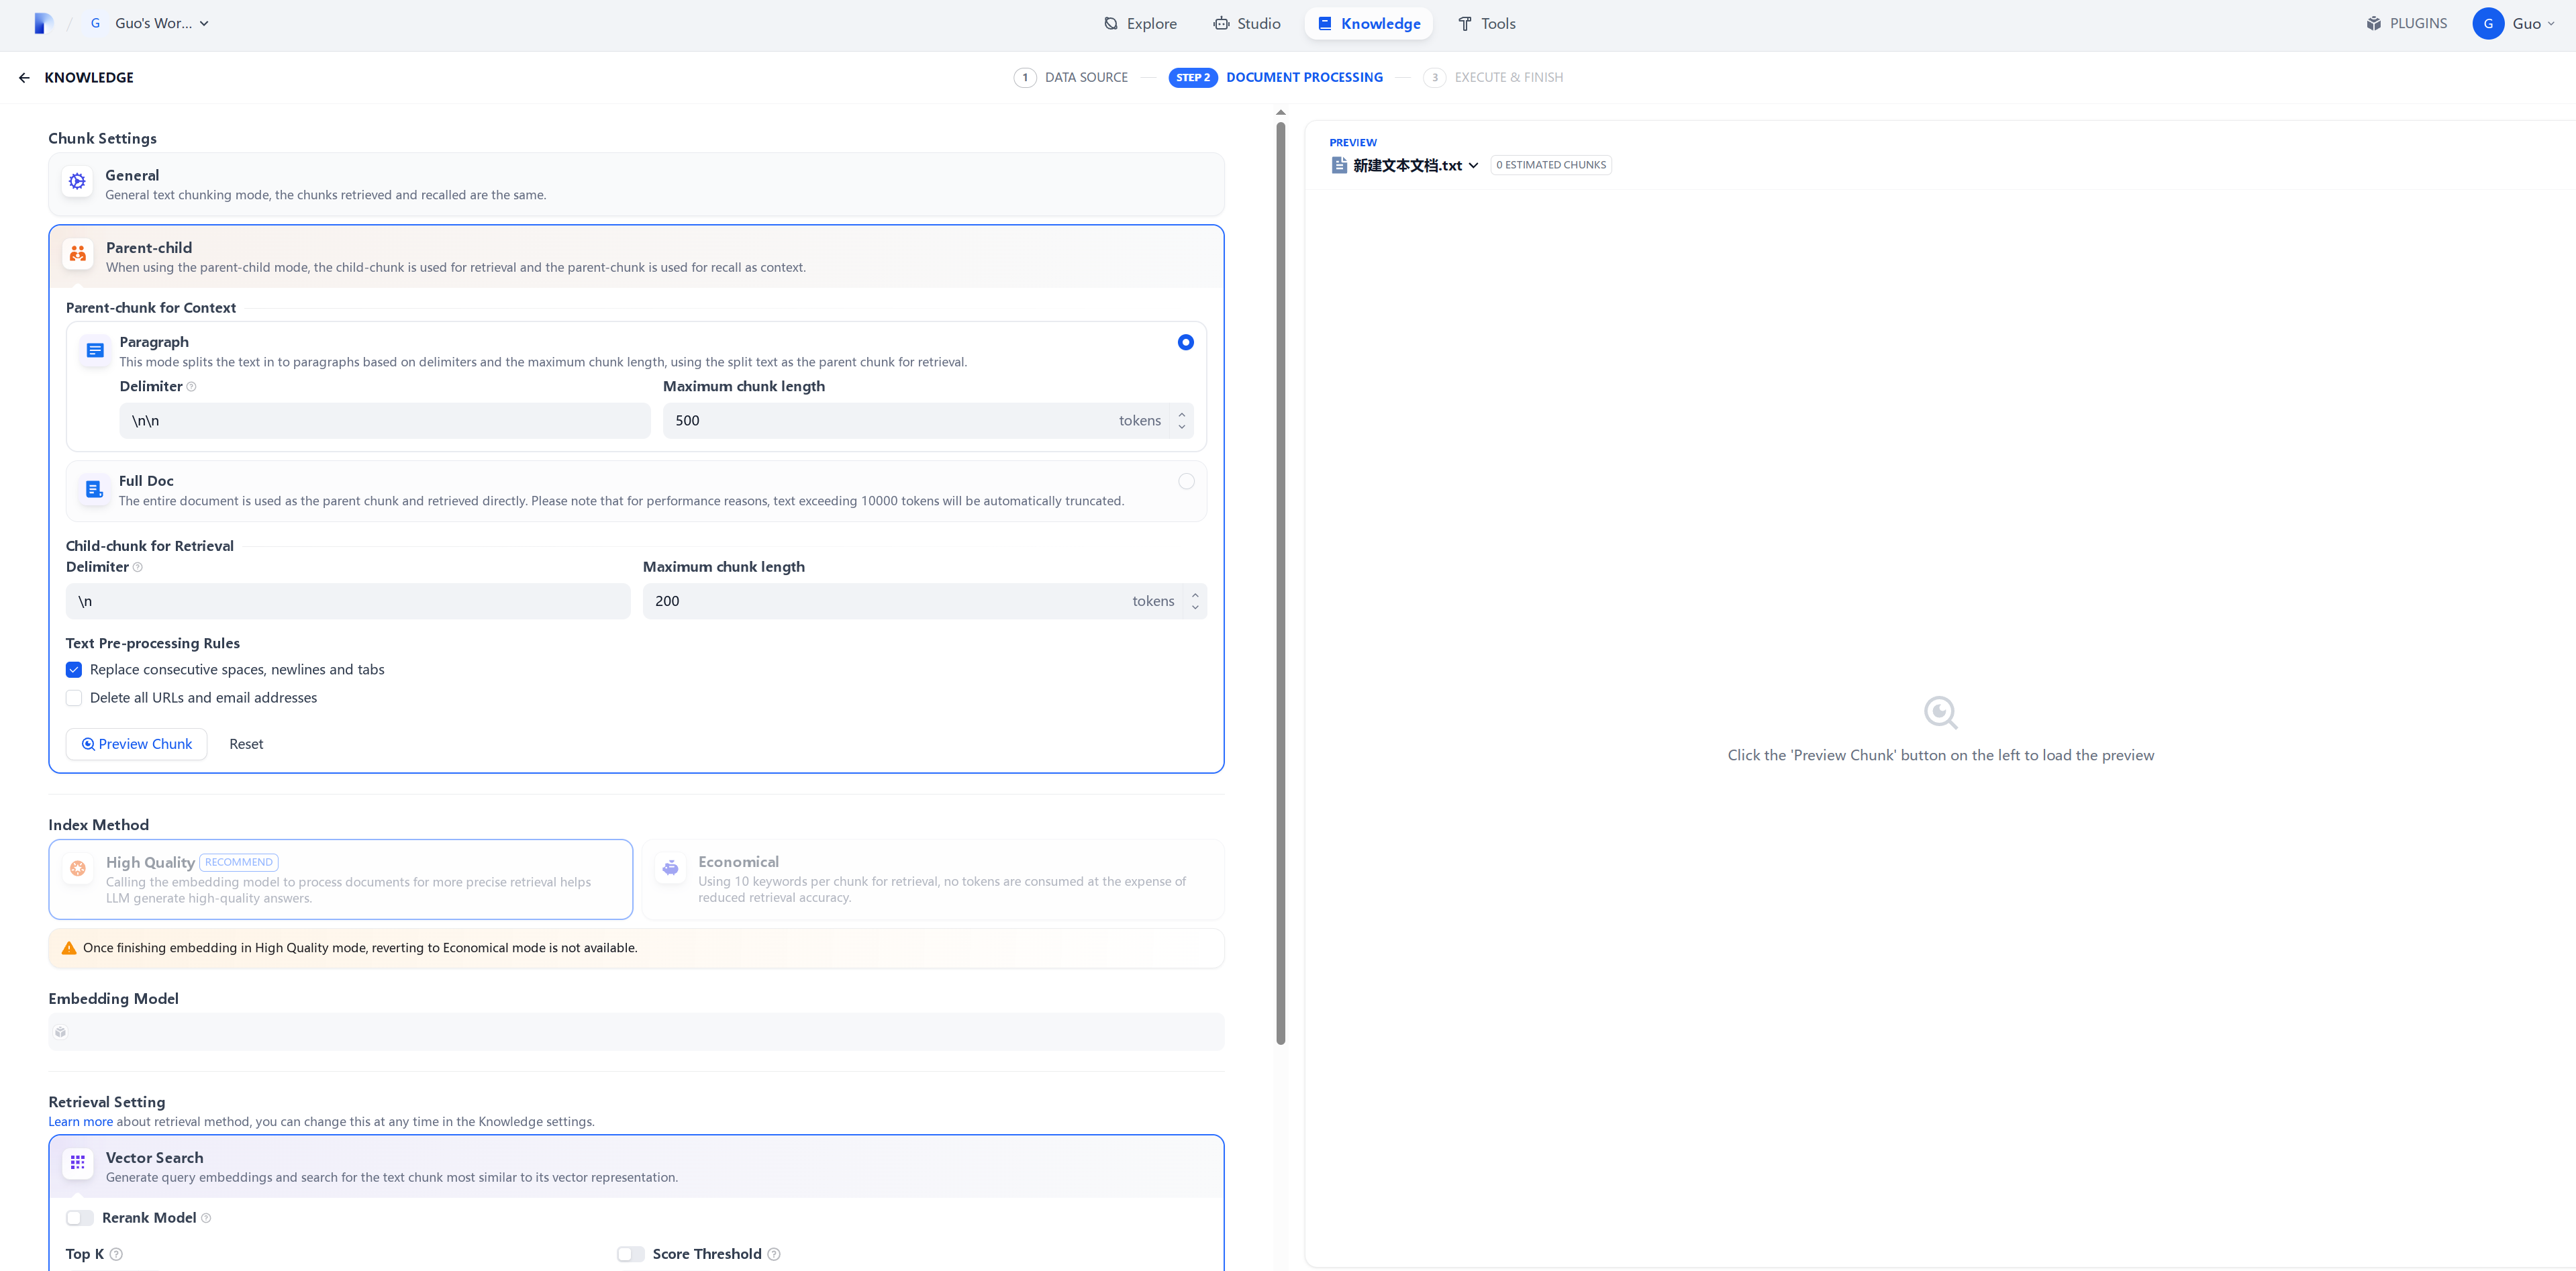 G Guo's Wor...
Explore
Studio
Knowledge
Tools
PLUGINS
G Guo
KNOWLEDGE
1 DATA SOURCE
STEP 2 DOCUMENT PROCESSING
3 EXECUTE & FINISH
Chunk Settings
General
General text chunking mode, the chunks retrieved and recalled are the same.
Parent-child
When using the parent-child mode, the child-chunk is used for retrieval and the parent-chunk is used for recall as context.
Parent-chunk for Context
Paragraph
This mode splits the text in to paragraphs based on delimiters and the maximum chunk length, using the split text as the parent chunk for retrieval.
Delimiter
Maximum chunk length
\n\n
500 tokens
Full Doc
The entire document is used as the parent chunk and retrieved directly. Please note that for performance reasons, text exceeding 10000 tokens will be automatically truncated.
Child-chunk for Retrieval
Delimiter
Maximum chunk length
\n
200 tokens
Text Pre-processing Rules
Replace consecutive spaces, newlines and tabs
Delete all URLs and email addresses
Preview Chunk
Reset
Index Method
High Quality RECOMMEND
Calling the embedding model to process documents for more precise retrieval helps
LLM generate high-quality answers.
Economical
Using 10 keywords per chunk for retrieval, no tokens are consumed at the expense of
reduced retrieval accuracy.
Once finishing embedding in High Quality mode, reverting to Economical mode is not available.
Embedding Model
Retrieval Setting
Learn more about retrieval method, you can change this at any time in the Knowledge settings.
Vector Search
Generate query embeddings and search for the text chunk most similar to its vector representation.
Rerank Model
Top K
Score Threshold
PREVIEW
新建文本文档.txt
0 ESTIMATED CHUNKS
Click the 'Preview Chunk' button on the left to load the preview